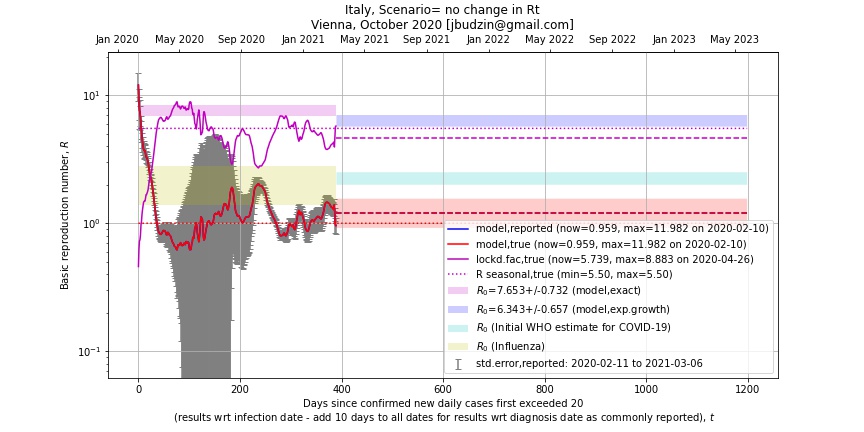 Italy, Scenario= no change in Rt
Vienna, October 2020 [jbudzin@gmail.com]
Jan 2020 May 2020 Sep 2020 Jan 2021 May 2021 Sep 2021 Jan 2022 May 2022 Sep 2022 Jan 2023 May 2023
Basic reproduction number, R
10¹
10⁰
10⁻¹
model,reported (now=0.959, max=11.982 on 2020-02-10)
model,true (now=0.959, max=11.982 on 2020-02-10)
lockd.fac,true (now=5.739, max=8.883 on 2020-04-26)
R seasonal,true (min=5.50, max=5.50)
R₀=7.653+/-0.732 (model,exact)
R₀=6.343+/-0.657 (model,exp.growth)
R₀ (Initial WHO estimate for COVID-19)
R₀ (Influenza)
std.error,reported: 2020-02-11 to 2021-03-06
0 200 400 600 800 1000 1200
Days since confirmed new daily cases first exceeded 20
(results wrt infection date - add 10 days to all dates for results wrt diagnosis date as commonly reported), t